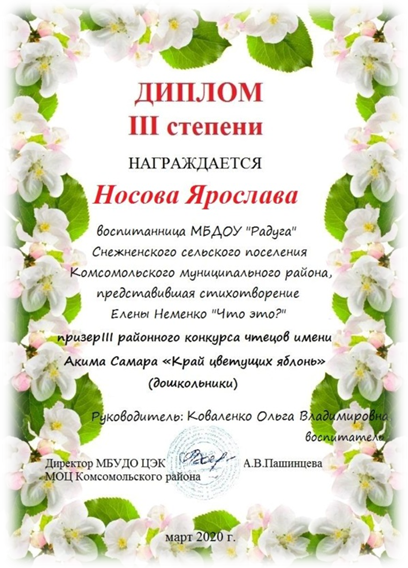 ДИПЛОМ
III степени
НАГРАЖДАЕТСЯ
Носова Ярослава
воспитанница МБДОУ "Радуга"
Снежненского сельского поселения
Комсомольского муниципального района,
представившая стихотворение
Елены Неменко "Что это?"
призерIII районного конкурса чтецов имени
Акима Самара «Край цветущих яблонь»
(дошкольники)
Руководитель: Коваленко Ольга Владимировна
воспитатель
Директор МБУДО ЦЭК А.В.Пашинцева
МОЦ Комсомольского района
март 2020 г.